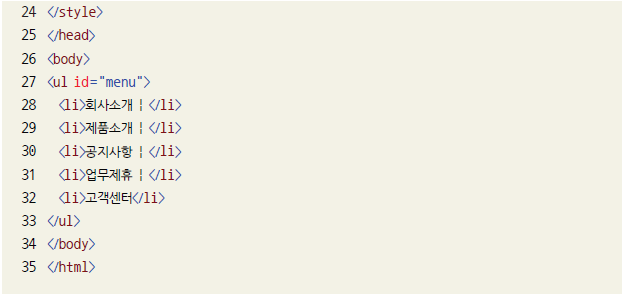 24 </style>
25 </head>
26 <body>
27 <ul id="menu">
28 <li>회사소개 | </li>
29 <li>제품소개 | </li>
30 <li>공지사항 | </li>
31 <li>업무제휴 | </li>
32 <li>고객센터</li>
33 </ul>
34 </body>
35 </html>